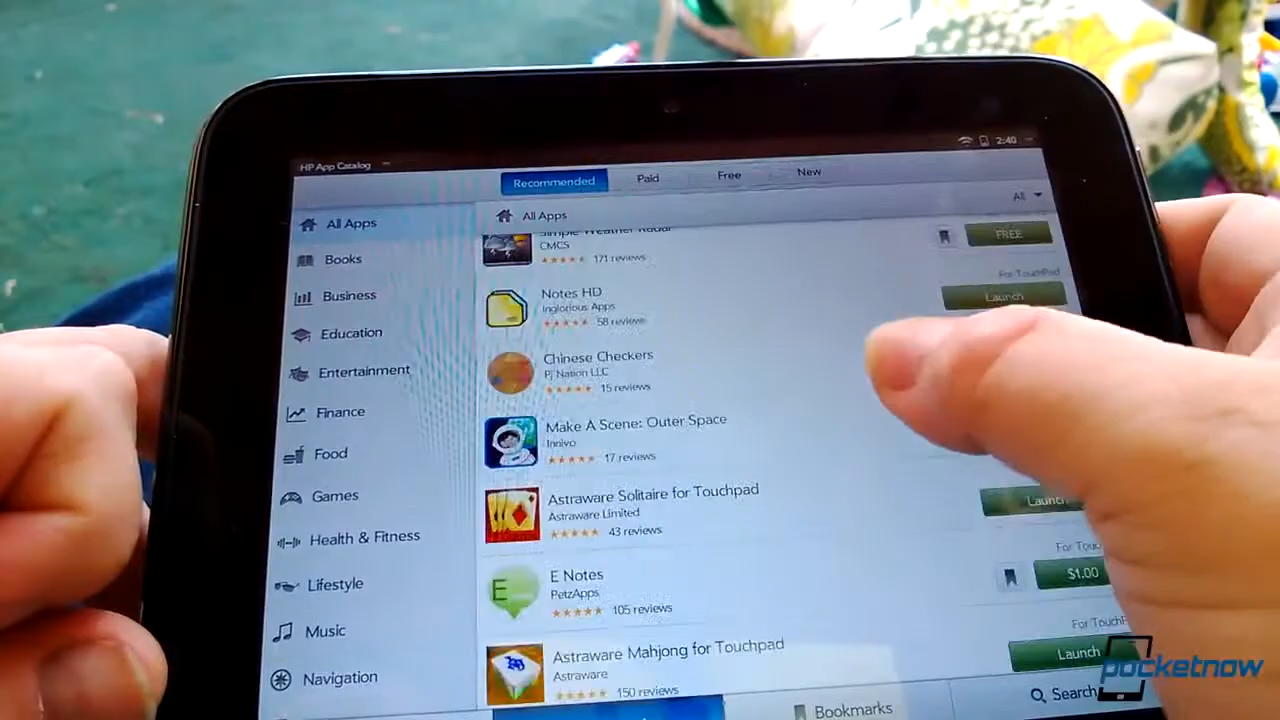 HP App Catalog
2:40
Recommended
Paid
Free
New
All Apps
All
All Apps
Books
Business
Education
Entertainment
Finance
Food
Games
Health & Fitness
Lifestyle
Music
Navigation
Simple Weather Radar
CMCS
171 reviews
FREE
For TouchPad
Notes HD
Inglorious Apps
58 reviews
Launch
Chinese Checkers
PJ Nation LLC
15 reviews
Make A Scene: Outer Space
Innivo
17 reviews
Astraware Solitaire for Touchpad
Astraware Limited
43 reviews
Launch
For Touc
E Notes
PetzApps
105 reviews
$1.00
For TouchP
Astraware Mahjong for Touchpad
Astraware
150 reviews
Launch
Bookmarks
Search
pocketnow